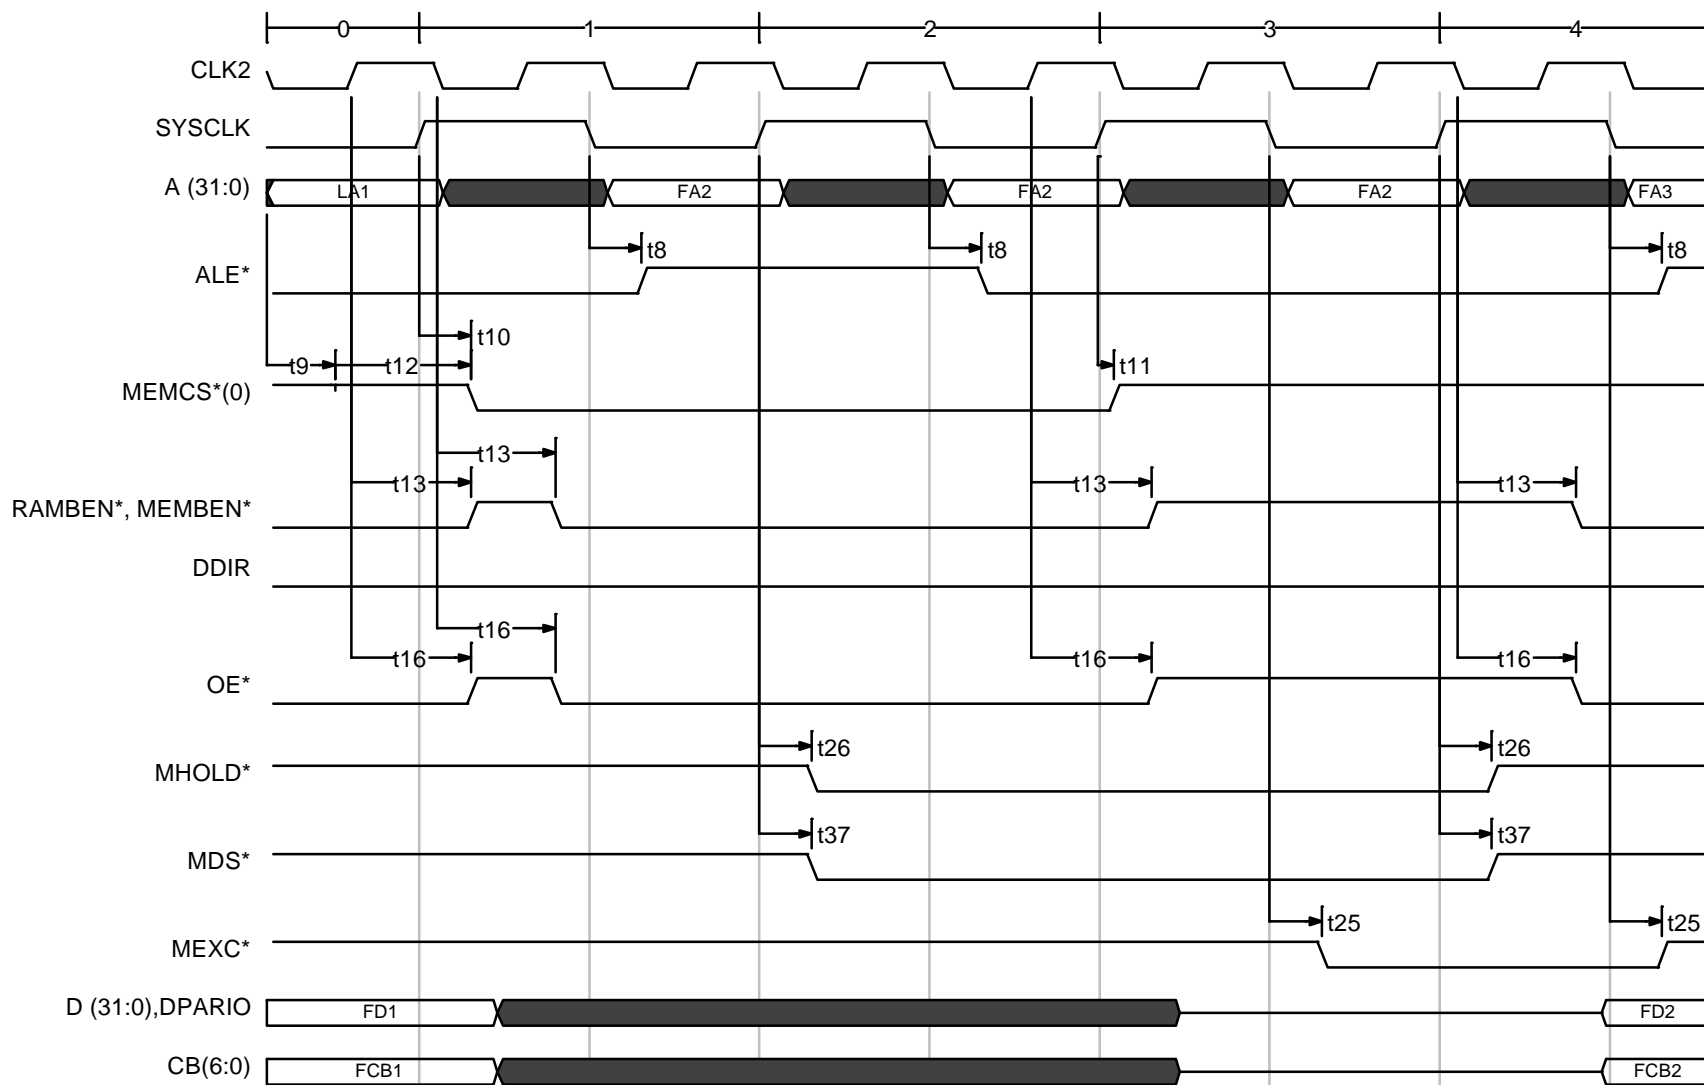 0 1 2 3 4
CLK2
SYSCLK
A (31:0) LA1 FA2 FA2 FA2 FA3
t8 t8 t8
ALE*
t10
t9 t12 t11
MEMCS*(0)
t13
t13 t13 t13
RAMBEN*, MEMBEN*
DDIR
t16
t16 t16 t16
OE*
t26 t26
MHOLD*
t37 t37
MDS*
t25 t25
MEXC*
D (31:0),DPARIO FD1 FD2
CB(6:0) FCB1 FCB2